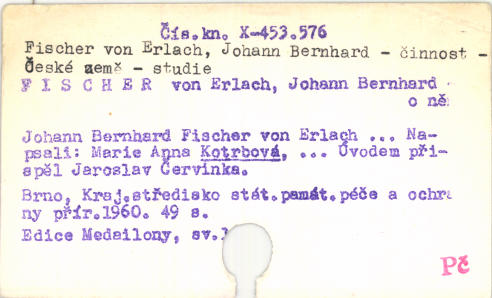 Čís.kn. X-453.576
Fischer von Erlach, Johann Bernhard - činnost -
České země - studie
F I S C H E R von Erlach, Johann Bernhard -
o něm
Johann Bernhard Fischer von Erlach ... Na-
psali: Marie Anna Kotrbová, ... Úvodem při-
spěl Jaroslav Červinka.
Brno, Kraj.středisko stát.památ.péče a ochra
ny přír.1960. 49 s.
Edice Medailony, sv.
Pč